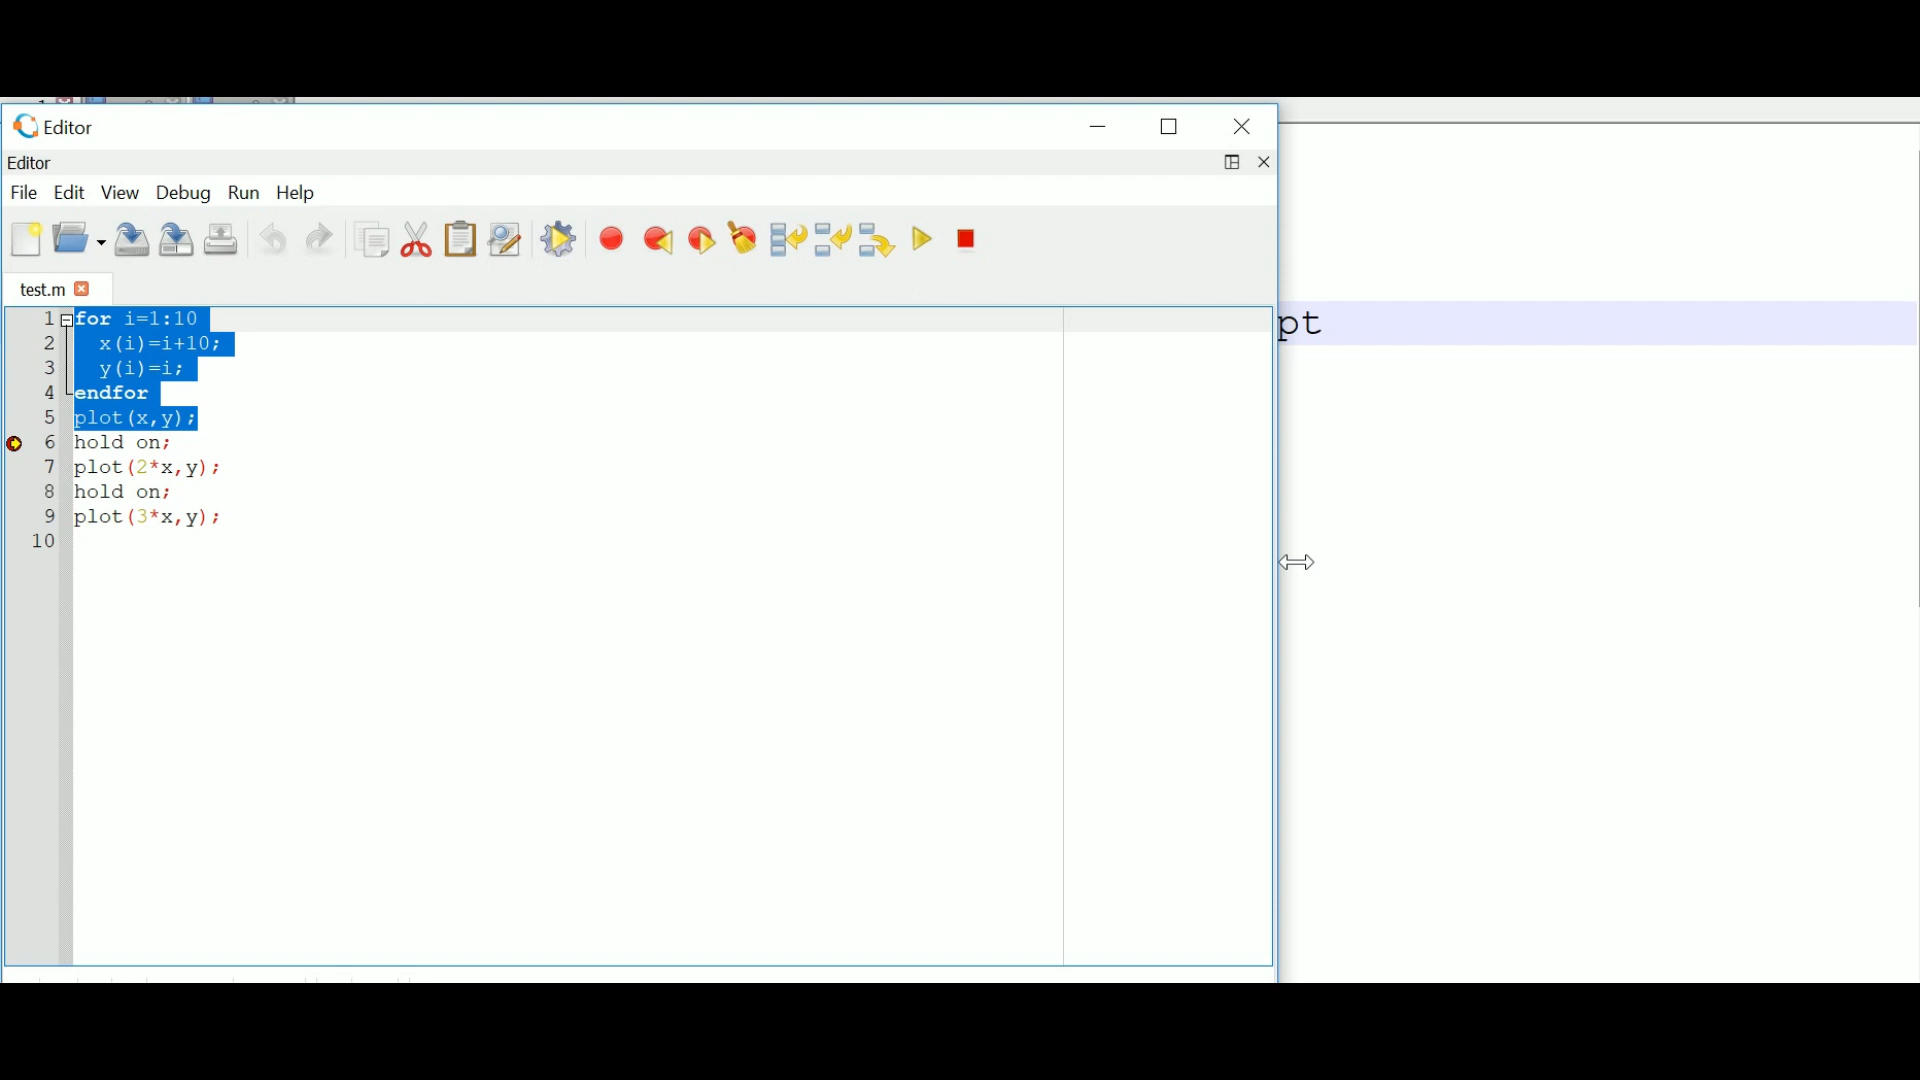 Editor
Editor
File Edit View Debug Run Help
test.m
1 for i=1:10
2 x(i)=i+10;
3 y(i)=i;
4 endfor
5 plot(x,y);
6 hold on;
7 plot(2*x,y);
8 hold on;
9 plot(3*x,y);
10
pt